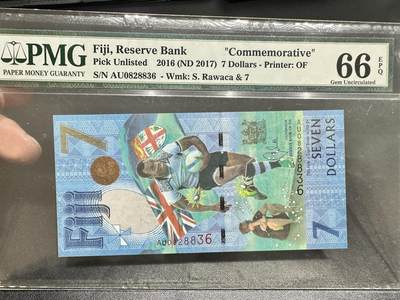 PMG
PAPER MONEY GUARANTY
Fiji, Reserve Bank "Commemorative"
Pick Unlisted 2016 (ND 2017) 7 Dollars - Printer: OF
S/N AU0828836 - Wmk: S. Rawaca & 7
66 EPQ
Gem Uncirculated
7
Fiji
AU0828836
AU0828836
SEVEN
DOLLARS
7